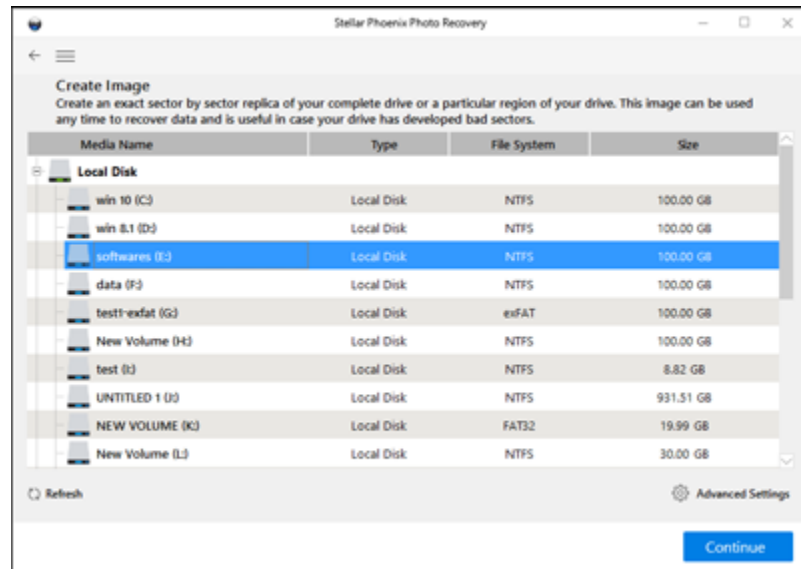 Stellar Phoenix Photo Recovery
Create Image
Create an exact sector by sector replica of your complete drive or a particular region of your drive. This image can be used
any time to recover data and is useful in case your drive has developed bad sectors.
Media Name Type File System Size
Local Disk
win 10 (C:) Local Disk NTFS 100.00 GB
win 8.1 (D:) Local Disk NTFS 100.00 GB
softwares (E:) Local Disk NTFS 100.00 GB
data (F:) Local Disk NTFS 100.00 GB
test1-exfat (G:) Local Disk exFAT 100.00 GB
New Volume (H:) Local Disk NTFS 100.00 GB
test (I:) Local Disk NTFS 8.82 GB
UNTITLED 1 (J:) Local Disk NTFS 931.51 GB
NEW VOLUME (K:) Local Disk FAT32 19.99 GB
New Volume (L:) Local Disk NTFS 30.00 GB
Refresh Advanced Settings
Continue